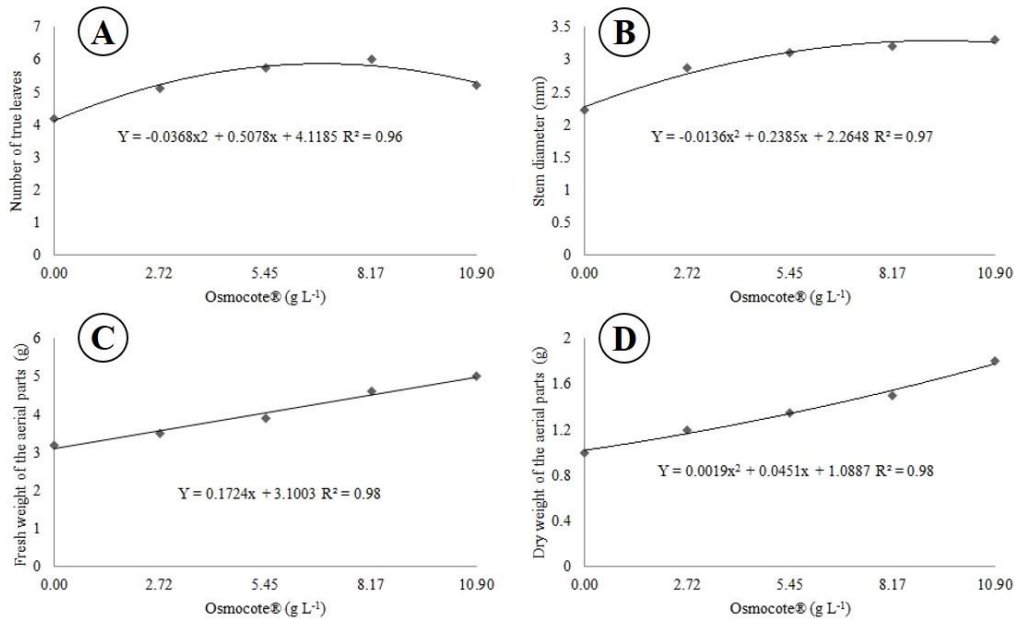 A
Number of true leaves
7
6
5
4
3
2
1
0
Y = -0.0368x2 + 0.5078x + 4.1185 R² = 0.96
0.00 2.72 5.45 8.17 10.90
Osmocote® (g L⁻¹)
B
Stem diameter (mm)
3.5
3
2.5
2
1.5
1
0.5
0
Y = -0.0136x² + 0.2385x + 2.2648 R² = 0.97
0.00 2.72 5.45 8.17 10.90
Osmocote® (g L⁻¹)
C
Fresh weight of the aerial parts (g)
6
5
4
3
2
1
0
Y = 0.1724x + 3.1003 R² = 0.98
0.00 2.72 5.45 8.17 10.90
Osmocote® (g L⁻¹)
D
Dry weight of the aerial parts (g)
2
1.6
1.2
0.8
0.4
0
Y = 0.0019x² + 0.0451x + 1.0887 R² = 0.98
0.00 2.72 5.45 8.17 10.90
Osmocote® (g L⁻¹)